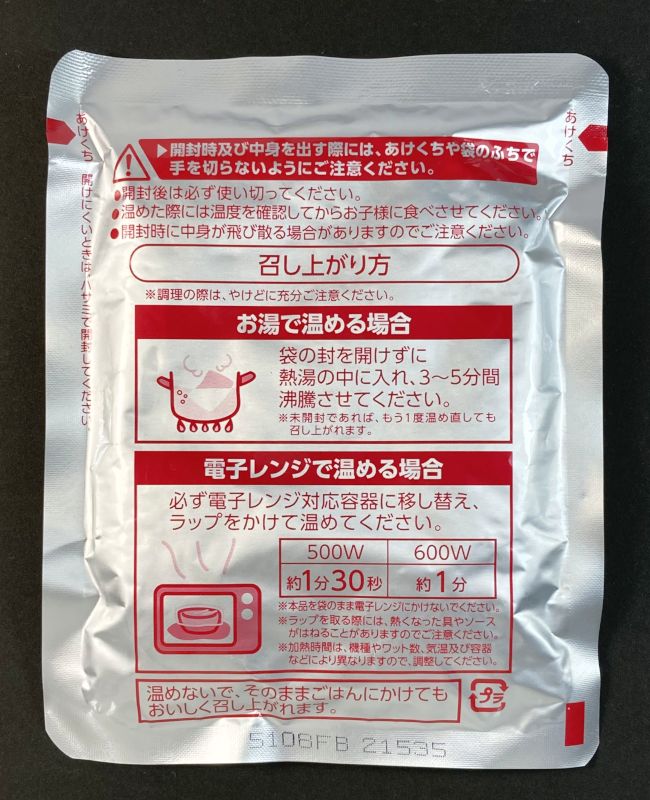 ▶開封時及び中身を出す際には、あけくちや袋のふちで
手を切らないようにご注意ください。
●開封後は必ず使い切ってください。
●温めた際には温度を確認してからお子様に食べさせてください。
●開封時に中身が飛び散る場合がありますのでご注意ください。
召し上がり方
※調理の際は、やけどに充分ご注意ください。
お湯で温める場合
袋の封を開けずに
熱湯の中に入れ、3〜5分間
沸騰させてください。
※未開封であれば、もう1度温め直しても
召し上がれます。
電子レンジで温める場合
必ず電子レンジ対応容器に移し替え、
ラップをかけて温めてください。
500W 600W
約1分30秒 約1分
※本品を袋のまま電子レンジにかけないでください。
※ラップを取る際には、熱くなった具やソース
がはねることがありますのでご注意ください。
※加熱時間は、機種やワット数、気温及び容器
などにより異なりますので、調整してください。
温めないで、そのままごはんにかけても
おいしく召し上がれます。
プラ
5108FB 21535
あけくち 開けにくいときは、ハサミで開封してください。
あけくち